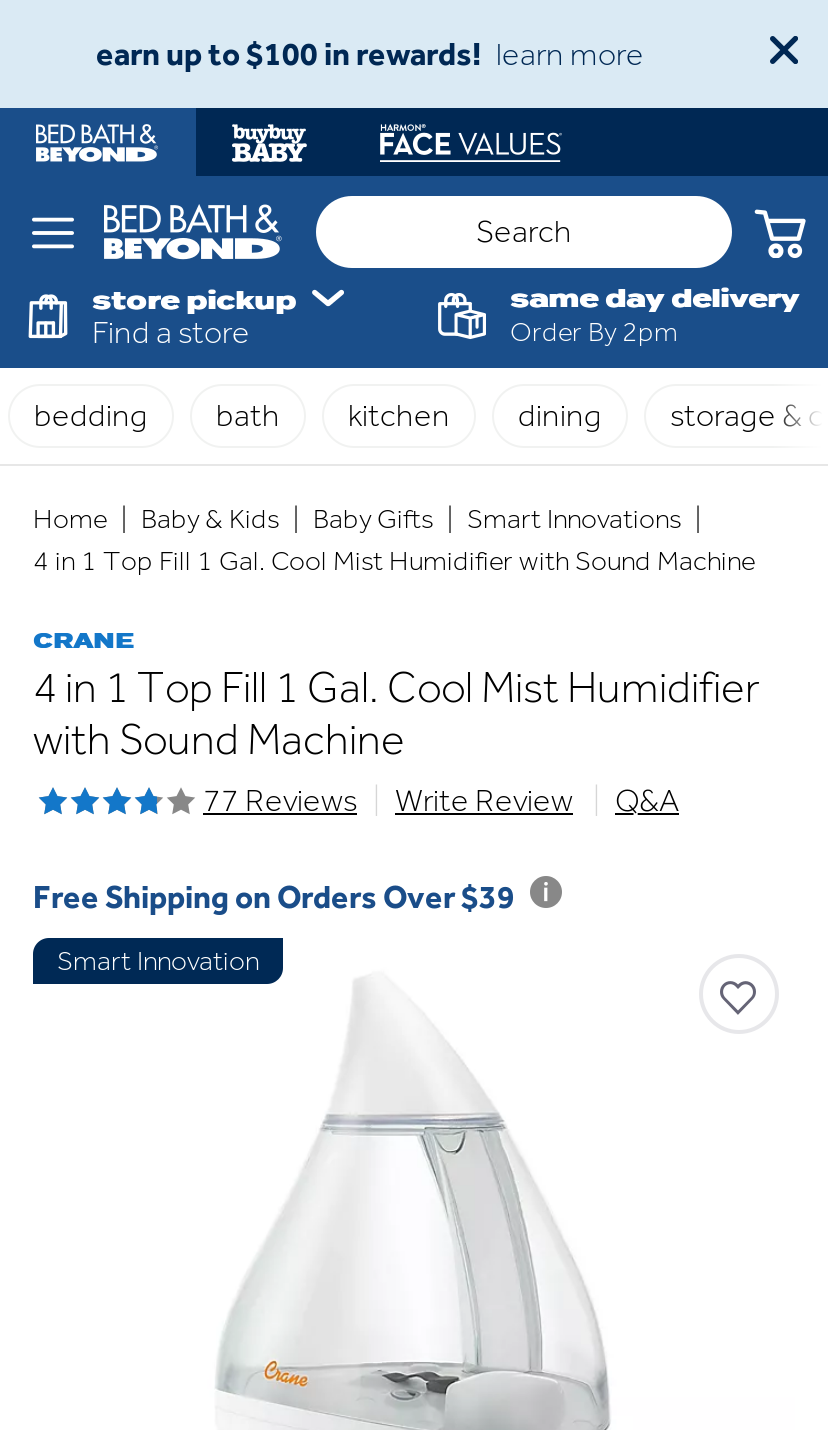 earn up to $100 in rewards! learn more
BED BATH &
BEYOND®
buybuy
BABY
HARMON®
FACE VALUES®
BED BATH &
BEYOND®
Search
store pickup
Find a store
same day delivery
Order By 2pm
bedding bath kitchen dining storage &
Home | Baby & Kids | Baby Gifts | Smart Innovations |
4 in 1 Top Fill 1 Gal. Cool Mist Humidifier with Sound Machine
CRANE
4 in 1 Top Fill 1 Gal. Cool Mist Humidifier
with Sound Machine
77 Reviews Write Review Q&A
Free Shipping on Orders Over $39 i
Smart Innovation
Crane